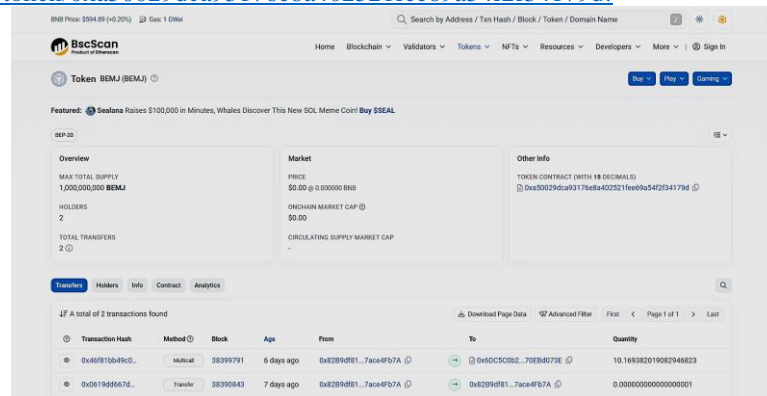 BNB Price: $594.89 (+0.20%) Gas: 1 GWei
Search by Address / Txn Hash / Block / Token / Domain Name
BscScan
Product of Etherscan
Home Blockchain Validators Tokens NFTs Resources Developers More | Sign In
Token BEMJ (BEMJ)
Buy Play Gaming
Featured: Sealana Raises $100,000 in Minutes, Whales Discover This New SOL Meme Coin! Buy $SEAL
BEP-20
Overview
MAX TOTAL SUPPLY
1,000,000,000 BEMJ
HOLDERS
2
TOTAL TRANSFERS
2
Market
PRICE
$0.00 @ 0.000000 BNB
ONCHAIN MARKET CAP
$0.00
CIRCULATING SUPPLY MARKET CAP
-
Other Info
TOKEN CONTRACT (WITH 18 DECIMALS)
0xa50029dca93176e8a402521fee69a54f2f34179d
Transfers Holders Info Contract Analytics
A total of 2 transactions found
Download Page Data Advanced Filter First < Page 1 of 1 > Last
Transaction Hash Method Block Age From To Quantity
0x46f81bb49c0... Multicall 38399791 6 days ago 0x82B9df81...7ace4Fb7A 0x6DC5C0b2...70EBd073E 10.169382019082946823
0x0619dd667d... Transfer 38390843 7 days ago 0x82B9df81...7ace4Fb7A 0.000000000000000001